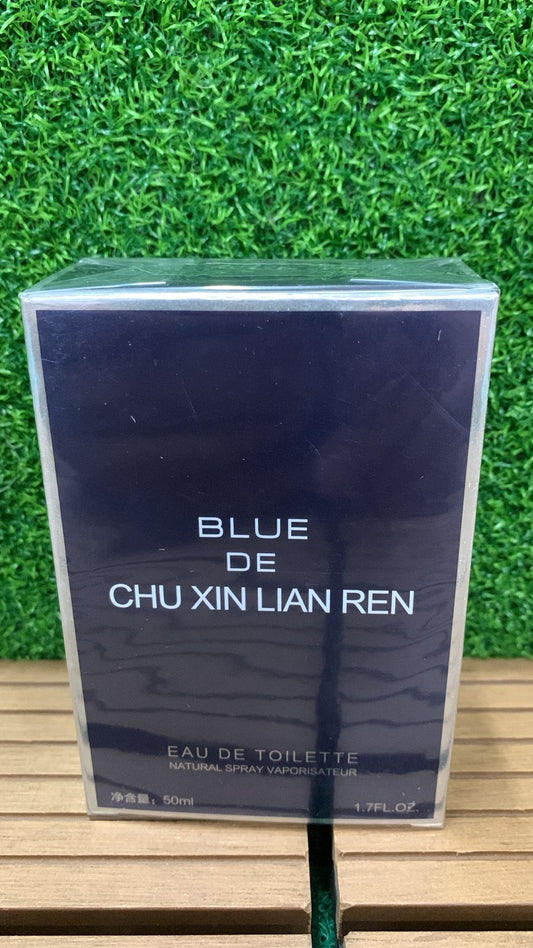 BLUE
DE
CHU XIN LIAN REN
EAU DE TOILETTE
NATURAL SPRAY VAPORISATEUR
净含量：50ml
1.7FL.OZ.